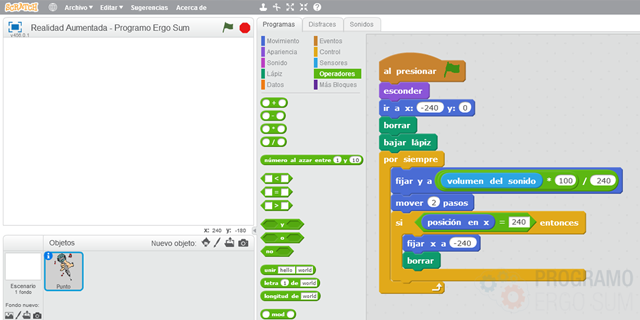 SCRATCH Archivo Editar Sugerencias Acerca de
Realidad Aumentada - Programo Ergo Sum
v456.0.1
Programas Disfraces Sonidos
Movimiento Eventos
Apariencia Control
Sonido Sensores
Lápiz Operadores
Datos Más Bloques
+
-
*
/
número al azar entre 1 y 10
<
=
>
y
o
no
unir hello world
letra 1 de world
longitud de world
mod
al presionar
esconder
ir a x: -240 y: 0
borrar
bajar lápiz
por siempre
fijar y a volumen del sonido * 100 / 240
mover 2 pasos
si posición en x = 240 entonces
fijar x a -240
borrar
x: 240 y: -180
Objetos Nuevo objeto:
Escenario
1 fondo
Punto
Fondo nuevo:
PROGRAMO
ERGO SUM